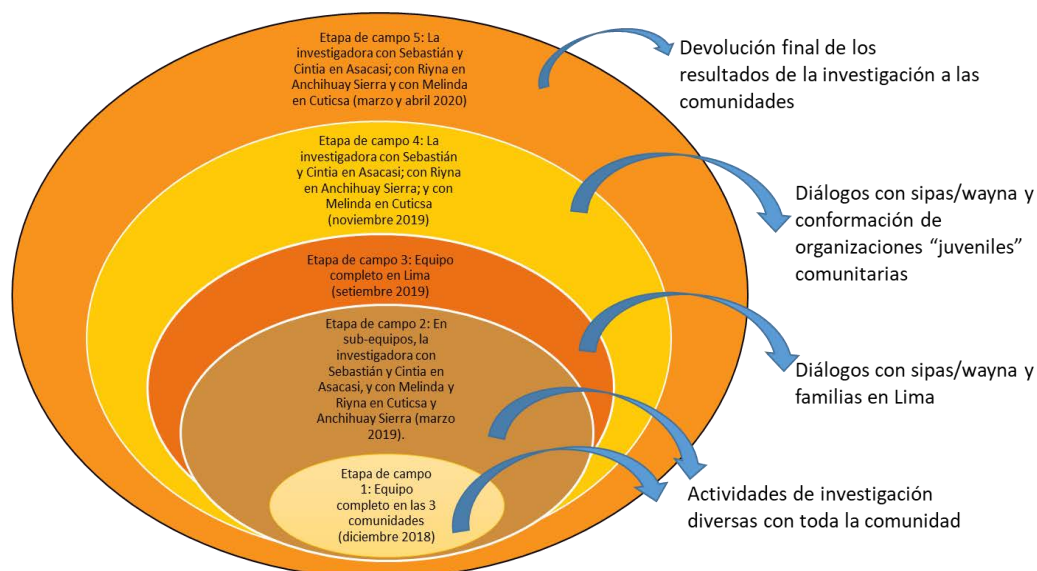 Etapa de campo 5: La
investigadora con Sebastián y
Cintia en Asacasi; con Riyna en
Anchihuay Sierra y con Melinda
en Cuticsa (marzo y abril 2020)
Devolución final de los
resultados de la investigación a las
comunidades
Etapa de campo 4: La
investigadora con Sebastián
y Cintia en Asacasi; con Riyna
en Anchihuay Sierra; y con
Melinda en Cuticsa
(noviembre 2019)
Diálogos con sipas/wayna y
conformación de
organizaciones “juveniles”
comunitarias
Etapa de campo 3: Equipo
completo en Lima
(setiembre 2019)
Diálogos con sipas/wayna y
familias en Lima
Etapa de campo 2: En
sub-equipos, la
investigadora con
Sebastián y Cintia en
Asacasi, y con Melinda y
Riyna en Cuticsa y
Anchihuay Sierra (marzo
2019).
Etapa de campo
1: Equipo
completo en las 3
comunidades
(diciembre 2018)
Actividades de investigación
diversas con toda la comunidad